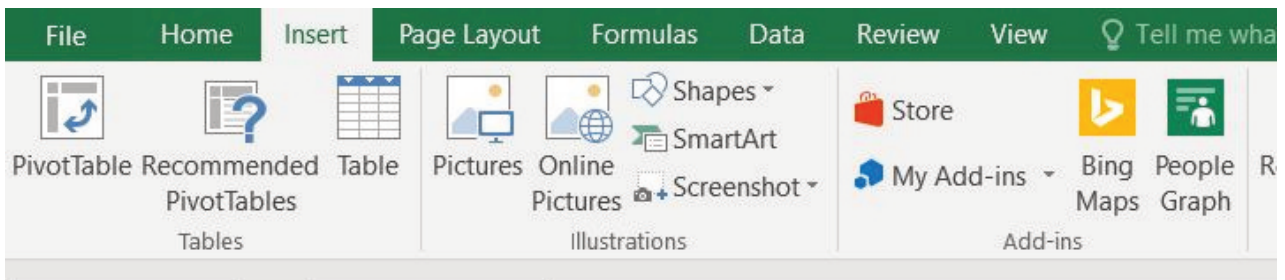 File Home Insert Page Layout Formulas Data Review View Tell me wha
PivotTable
Recommended
PivotTables
Table
Tables
Pictures
Online
Pictures
Shapes
SmartArt
Screenshot
Illustrations
Store
My Add-ins
Bing
Maps
People
Graph
Add-ins